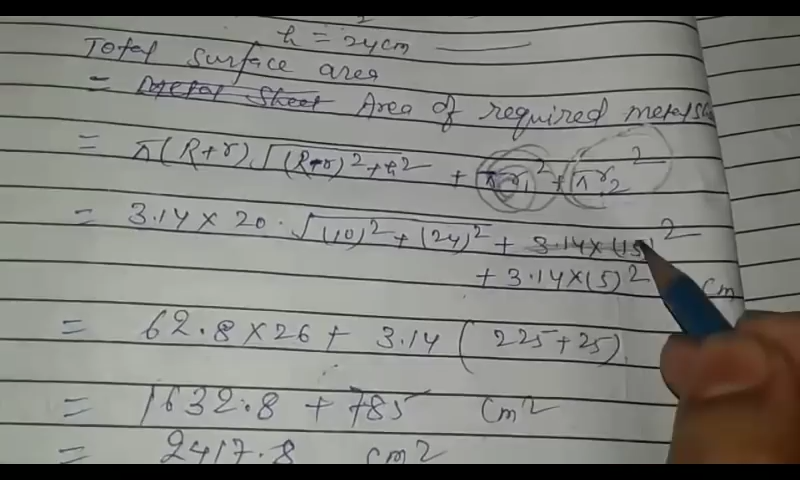 h = 24cm
Total surface area
= Metal Sheet Area of required metal
= π(R+r).√(R-r)²+h² + πr₁² + πr₂²
= 3.14 × 20 . √(10)² + (24)² + 3.14×(15)²
+ 3.14×(5)² cm
= 62.8 × 26 + 3.14 ( 225+25)
= 1632.8 + 785 cm²
= 2417.8 cm²